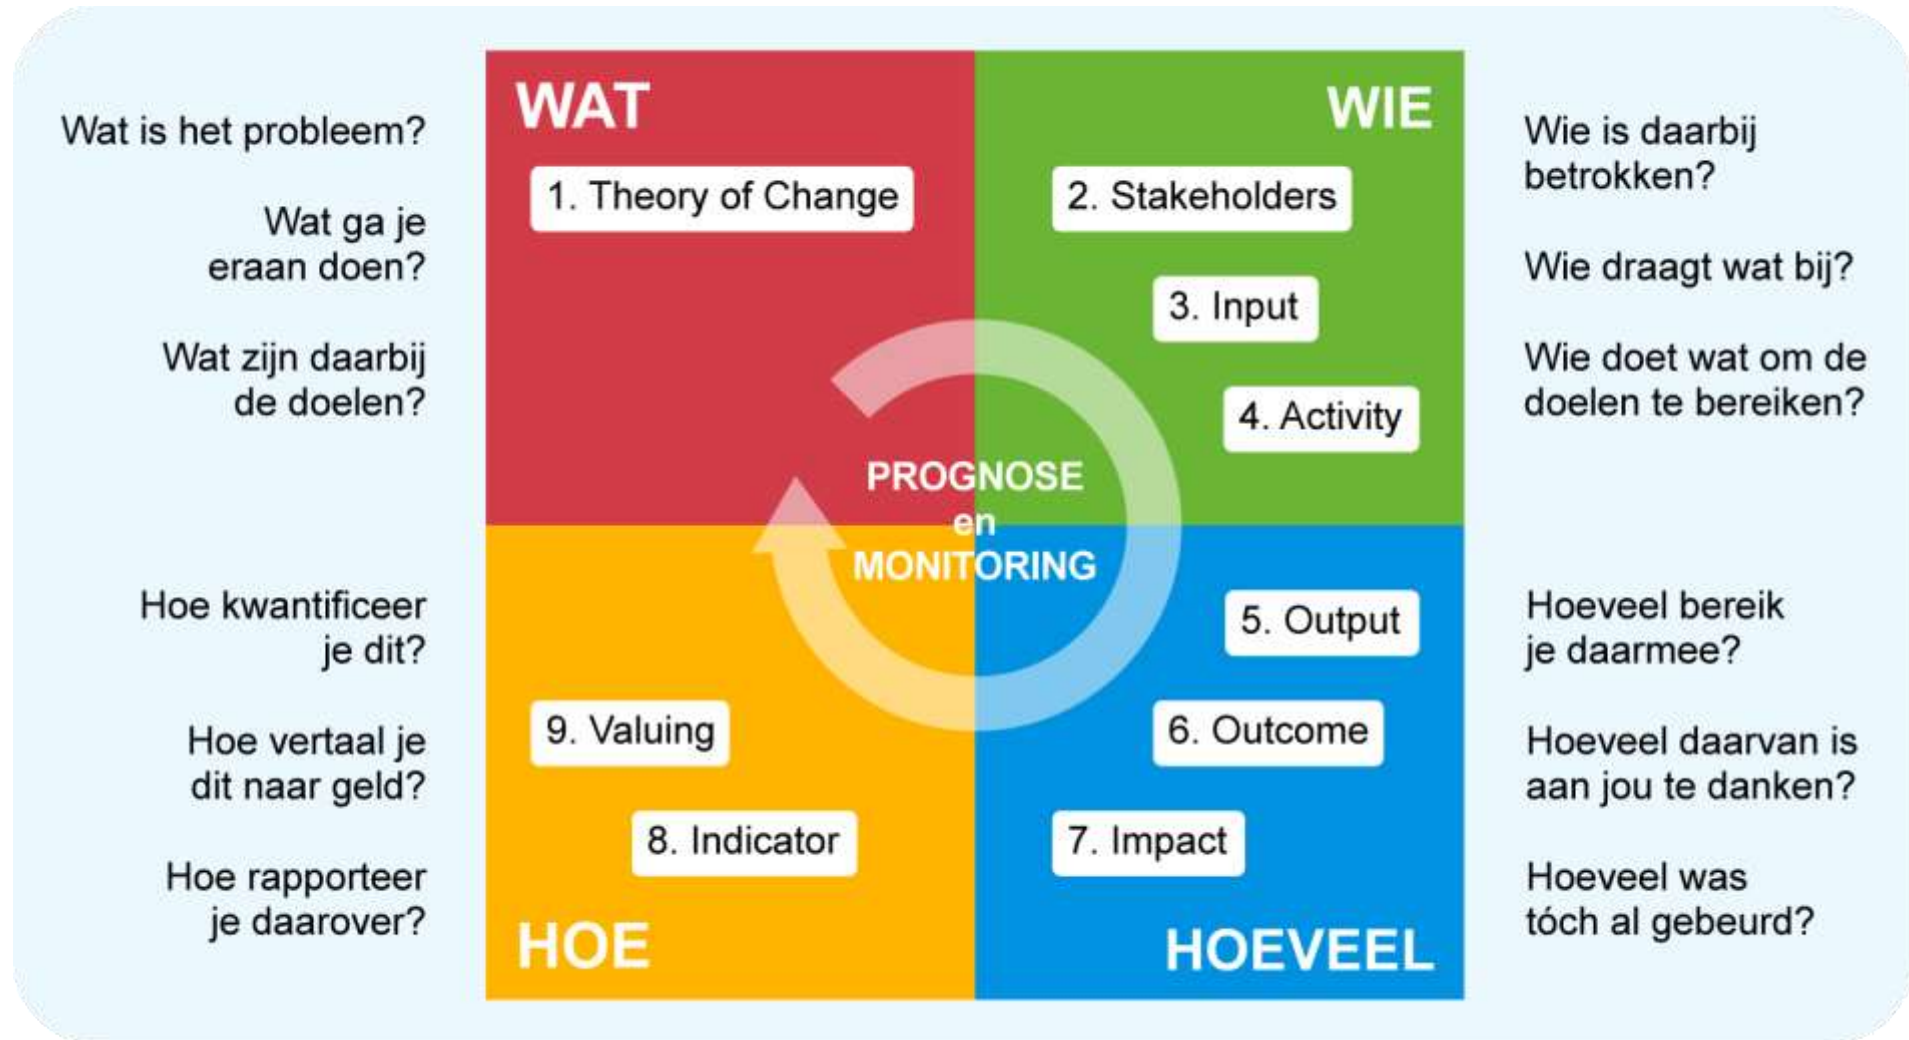 WAT
1. Theory of Change
Wat is het probleem?
Wat ga je
eraan doen?
Wat zijn daarbij
de doelen?
WIE
2. Stakeholders
3. Input
4. Activity
Wie is daarbij
betrokken?
Wie draagt wat bij?
Wie doet wat om de
doelen te bereiken?
PROGNOSE
en
MONITORING
5. Output
6. Outcome
7. Impact
HOEVEEL
Hoeveel bereik
je daarmee?
Hoeveel daarvan is
aan jou te danken?
Hoeveel was
tóch al gebeurd?
9. Valuing
8. Indicator
HOE
Hoe kwantificeer
je dit?
Hoe vertaal je
dit naar geld?
Hoe rapporteer
je daarover?